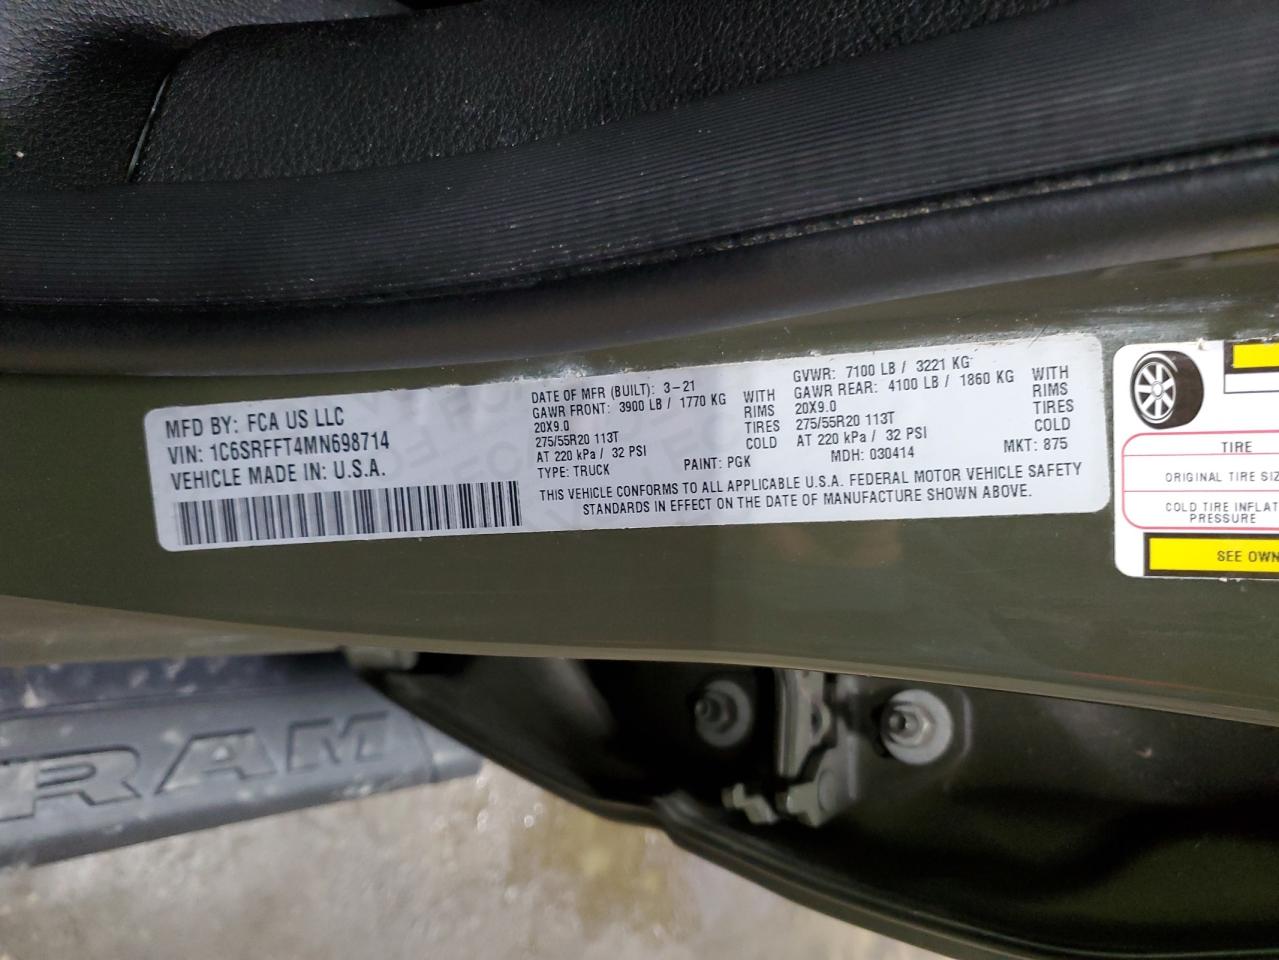 MFD BY: FCA US LLC
VIN: 1C6SRFFT4MN698714
VEHICLE MADE IN: U.S.A.
DATE OF MFR (BUILT): 3-21
GAWR FRONT: 3900 LB / 1770 KG WITH
20X9.0 RIMS
275/55R20 113T TIRES
AT 220 kPa / 32 PSI COLD
TYPE: TRUCK PAINT: PGK
GVWR: 7100 LB / 3221 KG
GAWR REAR: 4100 LB / 1860 KG WITH
20X9.0 RIMS
275/55R20 113T TIRES
AT 220 kPa / 32 PSI COLD
MDH: 030414 MKT: 875
THIS VEHICLE CONFORMS TO ALL APPLICABLE U.S.A. FEDERAL MOTOR VEHICLE SAFETY
STANDARDS IN EFFECT ON THE DATE OF MANUFACTURE SHOWN ABOVE.
TIRE
ORIGINAL TIRE SIZ
COLD TIRE INFLAT
PRESSURE
SEE OWN
RAM